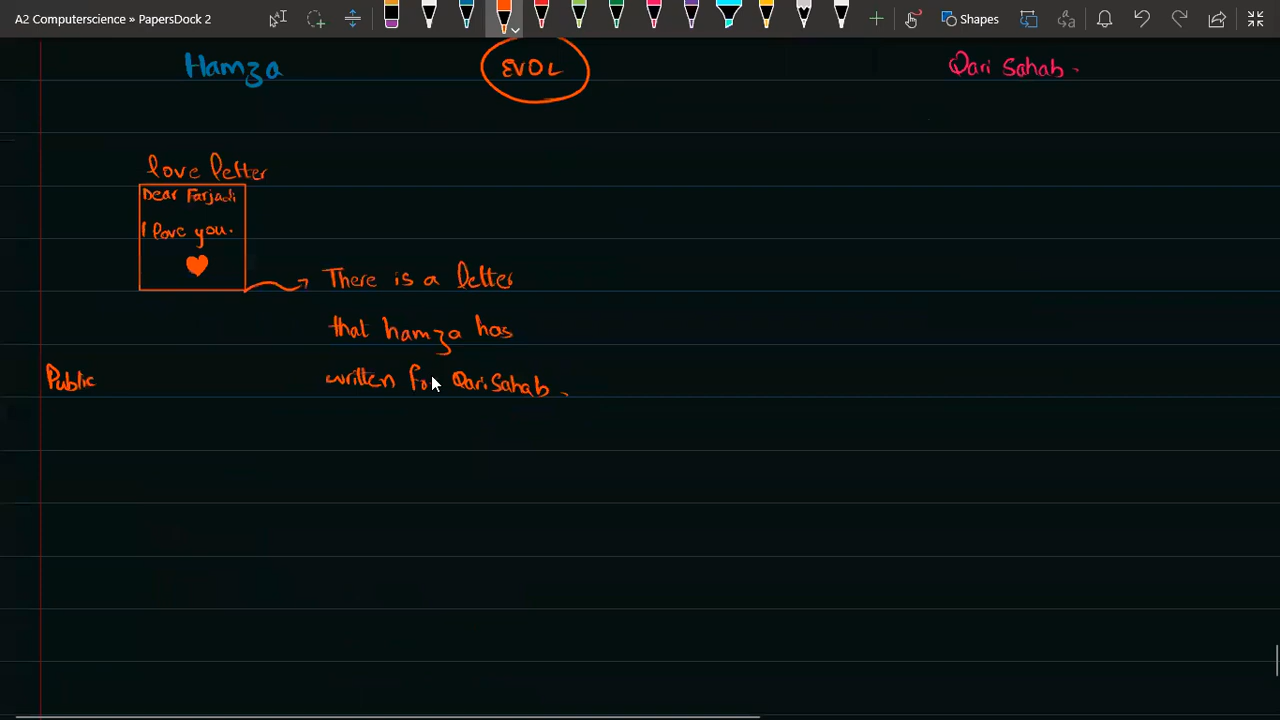 A2 Computerscience » PapersDock 2
Shapes
Hamza
EVOL
Qari Sahab.
love letter
Dear Farjadi
I love you.
There is a letter
that hamza has
written for Qari Sahab.
Public